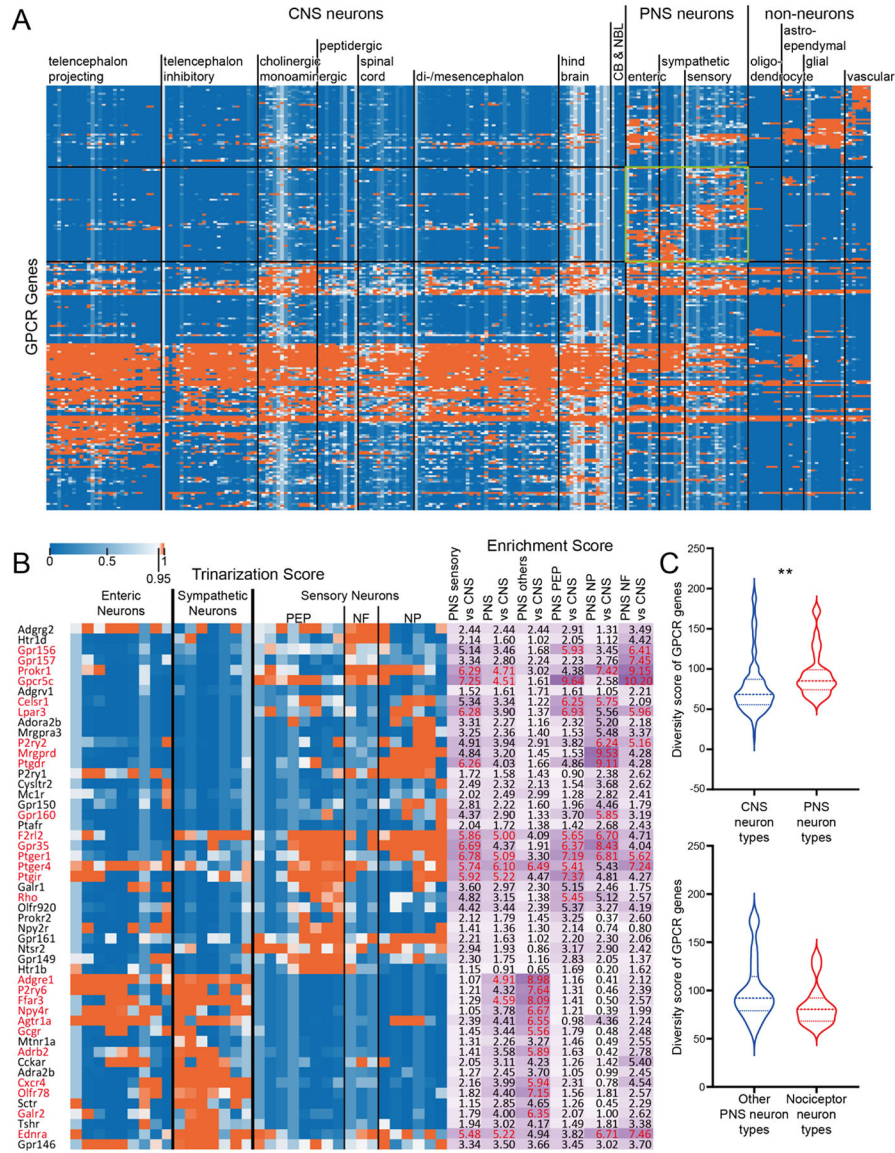 A
CNS neurons
PNS neurons
non-neurons
telencephalon projecting
telencephalon inhibitory
cholinergic monoaminergic
peptidergic
spinal cord
di-/mesencephalon
hind brain
CB & NBL
enteric
sympathetic
sensory
oligo-dendrocyte
astro-ependymal
glial
vascular
GPCR Genes
B
0 0.5 1
0.95
Trinarization Score
Enrichment Score
Enteric Neurons
Sympathetic Neurons
Sensory Neurons
PEP NF NP
PNS sensory vs CNS
PNS vs CNS
PNS others vs CNS
PNS PEP vs CNS
PNS NP vs CNS
PNS NF vs CNS
Adgrg2 2.44 2.44 2.44 2.91 1.31 3.49
Htr1d 2.14 1.60 1.02 2.05 1.12 4.42
Gpr156 5.14 3.46 1.68 5.93 3.45 6.41
Gpr157 3.34 2.80 2.24 2.23 2.76 7.45
Prokr1 6.29 4.71 3.02 4.38 7.42 9.15
Gpcr5c 7.25 4.51 1.63 9.64 2.58 10.20
Adgrv1 1.52 1.61 1.71 1.61 1.05 2.21
Celsr1 5.34 3.34 1.22 6.25 5.75 2.09
Lpar3 6.28 3.90 1.37 6.93 5.56 5.96
Adora2b 3.31 2.27 1.16 2.32 5.20 2.18
Mrgpra3 3.25 2.36 1.40 1.53 5.48 3.37
P2ry2 4.91 3.94 2.91 3.82 6.24 5.16
Mrgprd 4.84 3.20 1.45 1.53 9.53 4.28
Ptgdr 6.26 4.03 1.66 4.86 9.11 4.28
P2ry1 1.72 1.58 1.43 0.90 2.38 2.62
Cysltr2 2.49 2.32 2.13 1.54 3.68 2.62
Mc1r 2.02 2.49 2.99 1.28 2.82 2.41
Gpr150 2.81 2.22 1.60 1.96 4.46 1.79
Gpr160 4.37 2.90 1.33 3.70 5.85 3.19
Ptafr 2.04 1.72 1.38 1.42 2.68 2.43
F2rl2 5.86 5.00 4.09 5.65 6.70 4.71
Gpr35 6.69 4.37 1.91 6.37 8.43 4.04
Ptger1 6.78 5.09 3.30 7.19 6.81 5.62
Ptger4 5.74 6.10 6.49 5.41 5.43 7.24
Ptgir 5.92 5.22 4.47 7.37 4.81 4.27
Galr1 3.60 2.97 2.30 5.15 2.46 1.75
Rho 4.82 3.15 1.38 5.45 5.12 2.57
Olfr920 4.42 3.44 2.39 5.37 3.27 4.19
Prokr2 2.12 1.79 1.45 3.25 0.37 2.60
Npy2r 1.41 1.36 1.30 2.14 0.74 0.80
Gpr161 2.21 1.63 1.02 2.20 2.30 2.06
Ntsr2 2.94 1.93 0.86 3.17 2.90 2.42
Gpr149 2.30 1.75 1.16 2.83 2.05 1.37
Htr1b 1.15 0.91 0.65 1.69 0.20 1.62
Adgre1 1.07 4.91 8.98 1.16 0.41 2.12
P2ry6 1.21 4.32 7.64 1.31 0.46 2.39
Ffar3 1.29 4.59 8.09 1.41 0.50 2.57
Npy4r 1.05 3.78 6.67 1.21 0.39 1.99
Agtr1a 2.39 4.41 6.55 0.98 4.36 2.24
Gcgr 1.45 3.44 5.56 1.79 0.48 2.48
Mtnr1a 1.31 2.26 3.27 1.46 0.49 2.55
Adrb2 1.41 3.58 5.89 1.63 0.42 2.78
Cckar 2.05 3.11 4.23 1.26 1.42 5.40
Adra2b 1.27 2.45 3.70 1.05 0.99 2.45
Cxcr4 2.16 3.99 5.94 2.31 0.78 4.54
Olfr78 1.82 4.40 7.15 1.56 1.81 2.57
Sctr 1.15 2.85 4.65 1.26 0.45 2.29
Galr2 1.79 4.00 6.35 2.07 1.00 2.62
Tshr 1.94 3.02 4.17 1.49 1.81 3.38
Ednra 5.48 5.22 4.94 3.82 6.71 7.46
Gpr146 3.34 3.50 3.66 3.45 3.02 3.70
C
Diversity score of GPCR genes
250
200
150
100
50
0
-50
**
CNS neuron types
PNS neuron types
Diversity score of GPCR genes
250
200
150
100
50
0
Other PNS neuron types
Nociceptor neuron types